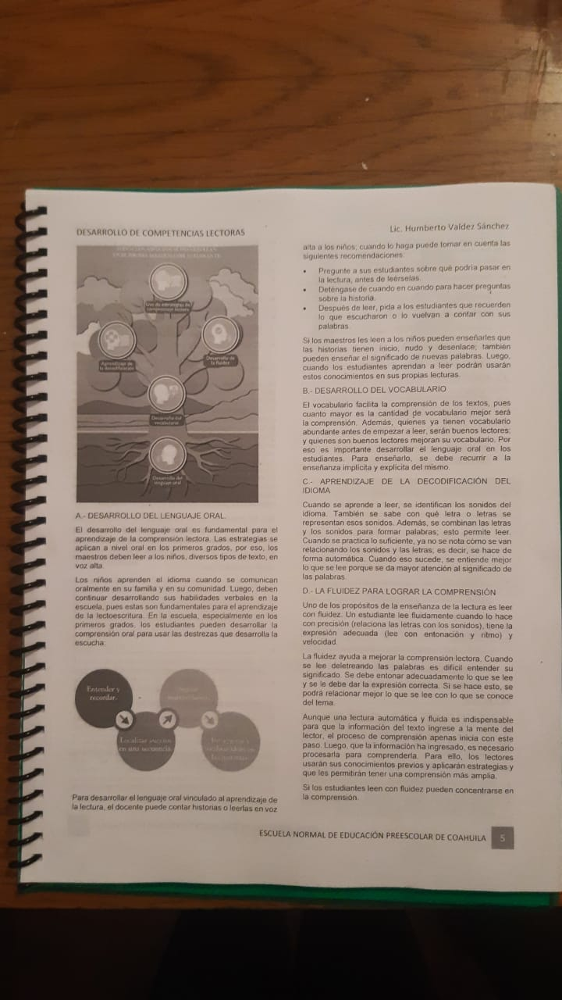 DESARROLLO DE COMPETENCIAS LECTORAS
Lic. Humberto Valdez Sánchez
Uso de estrategias de
comprensión lectora
Aprendizaje de
la decodificación
Desarrollo de
la fluidez
Desarrollo del
vocabulario
Desarrollo del
lenguaje oral
A.- DESARROLLO DEL LENGUAJE ORAL.
El desarrollo del lenguaje oral es fundamental para el
aprendizaje de la comprensión lectora. Las estrategias se
aplican a nivel oral en los primeros grados, por eso, los
maestros deben leer a los niños, diversos tipos de texto, en
voz alta.
Los niños aprenden el idioma cuando se comunican
oralmente en su familia y en su comunidad. Luego, deben
continuar desarrollando sus habilidades verbales en la
escuela, pues estas son fundamentales para el aprendizaje
de la lectoescritura. En la escuela, especialmente en los
primeros grados, los estudiantes pueden desarrollar la
comprensión oral para usar las destrezas que desarrolla la
escucha:
Entender y
recordar.
Localizar acción
en una secuencia.
Para desarrollar el lenguaje oral vinculado al aprendizaje de
la lectura, el docente puede contar historias o leerlas en voz
alta a los niños; cuando lo haga puede tomar en cuenta las
siguientes recomendaciones:
• Pregunte a sus estudiantes sobre qué podría pasar en
la lectura, antes de leérselas.
• Deténgase de cuando en cuando para hacer preguntas
sobre la historia.
• Después de leer, pida a los estudiantes que recuerden
lo que escucharon o lo vuelvan a contar con sus
palabras.
Si los maestros les leen a los niños pueden enseñarles que
las historias tienen inicio, nudo y desenlace; también
pueden enseñar el significado de nuevas palabras. Luego,
cuando los estudiantes aprendan a leer podrán usarán
estos conocimientos en sus propias lecturas.
B.- DESARROLLO DEL VOCABULARIO
El vocabulario facilita la comprensión de los textos, pues
cuanto mayor es la cantidad de vocabulario mejor será
la comprensión. Además, quienes ya tienen vocabulario
abundante antes de empezar a leer, serán buenos lectores;
y quienes son buenos lectores mejoran su vocabulario. Por
eso es importante desarrollar el lenguaje oral en los
estudiantes. Para enseñarlo, se debe recurrir a la
enseñanza implícita y explícita del mismo.
C.- APRENDIZAJE DE LA DECODIFICACIÓN DEL
IDIOMA
Cuando se aprende a leer, se identifican los sonidos del
idioma. También se sabe con qué letra o letras se
representan esos sonidos. Además, se combinan las letras
y los sonidos para formar palabras; esto permite leer.
Cuando se practica lo suficiente, ya no se nota cómo se van
relacionando los sonidos y las letras; es decir, se hace de
forma automática. Cuando eso sucede, se entiende mejor
lo que se lee porque se da mayor atención al significado de
las palabras.
D.- LA FLUIDEZ PARA LOGRAR LA COMPRENSIÓN
Uno de los propósitos de la enseñanza de la lectura es leer
con fluidez. Un estudiante lee fluidamente cuando lo hace
con precisión (relaciona las letras con los sonidos), tiene la
expresión adecuada (lee con entonación y ritmo) y
velocidad.
La fluidez ayuda a mejorar la comprensión lectora. Cuando
se lee deletreando las palabras es difícil entender su
significado. Se debe entonar adecuadamente lo que se lee
y se le debe dar la expresión correcta. Si se hace esto, se
podrá relacionar mejor lo que se lee con lo que se conoce
del tema.
Aunque una lectura automática y fluida es indispensable
para que la información del texto ingrese a la mente del
lector, el proceso de comprensión apenas inicia con este
paso. Luego, que la información ha ingresado, es necesario
procesarla para comprenderla. Para ello, los lectores
usarán sus conocimientos previos y aplicarán estrategias y
que les permitirán tener una comprensión más amplia.
Si los estudiantes leen con fluidez pueden concentrarse en
la comprensión.
ESCUELA NORMAL DE EDUCACIÓN PREESCOLAR DE COAHUILA 5